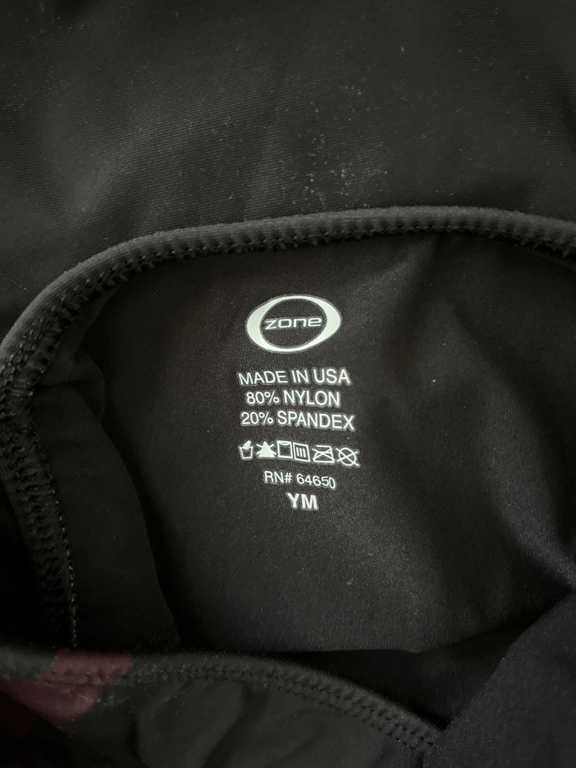 ZONE
MADE IN USA
80% NYLON
20% SPANDEX
RN# 64650
YM